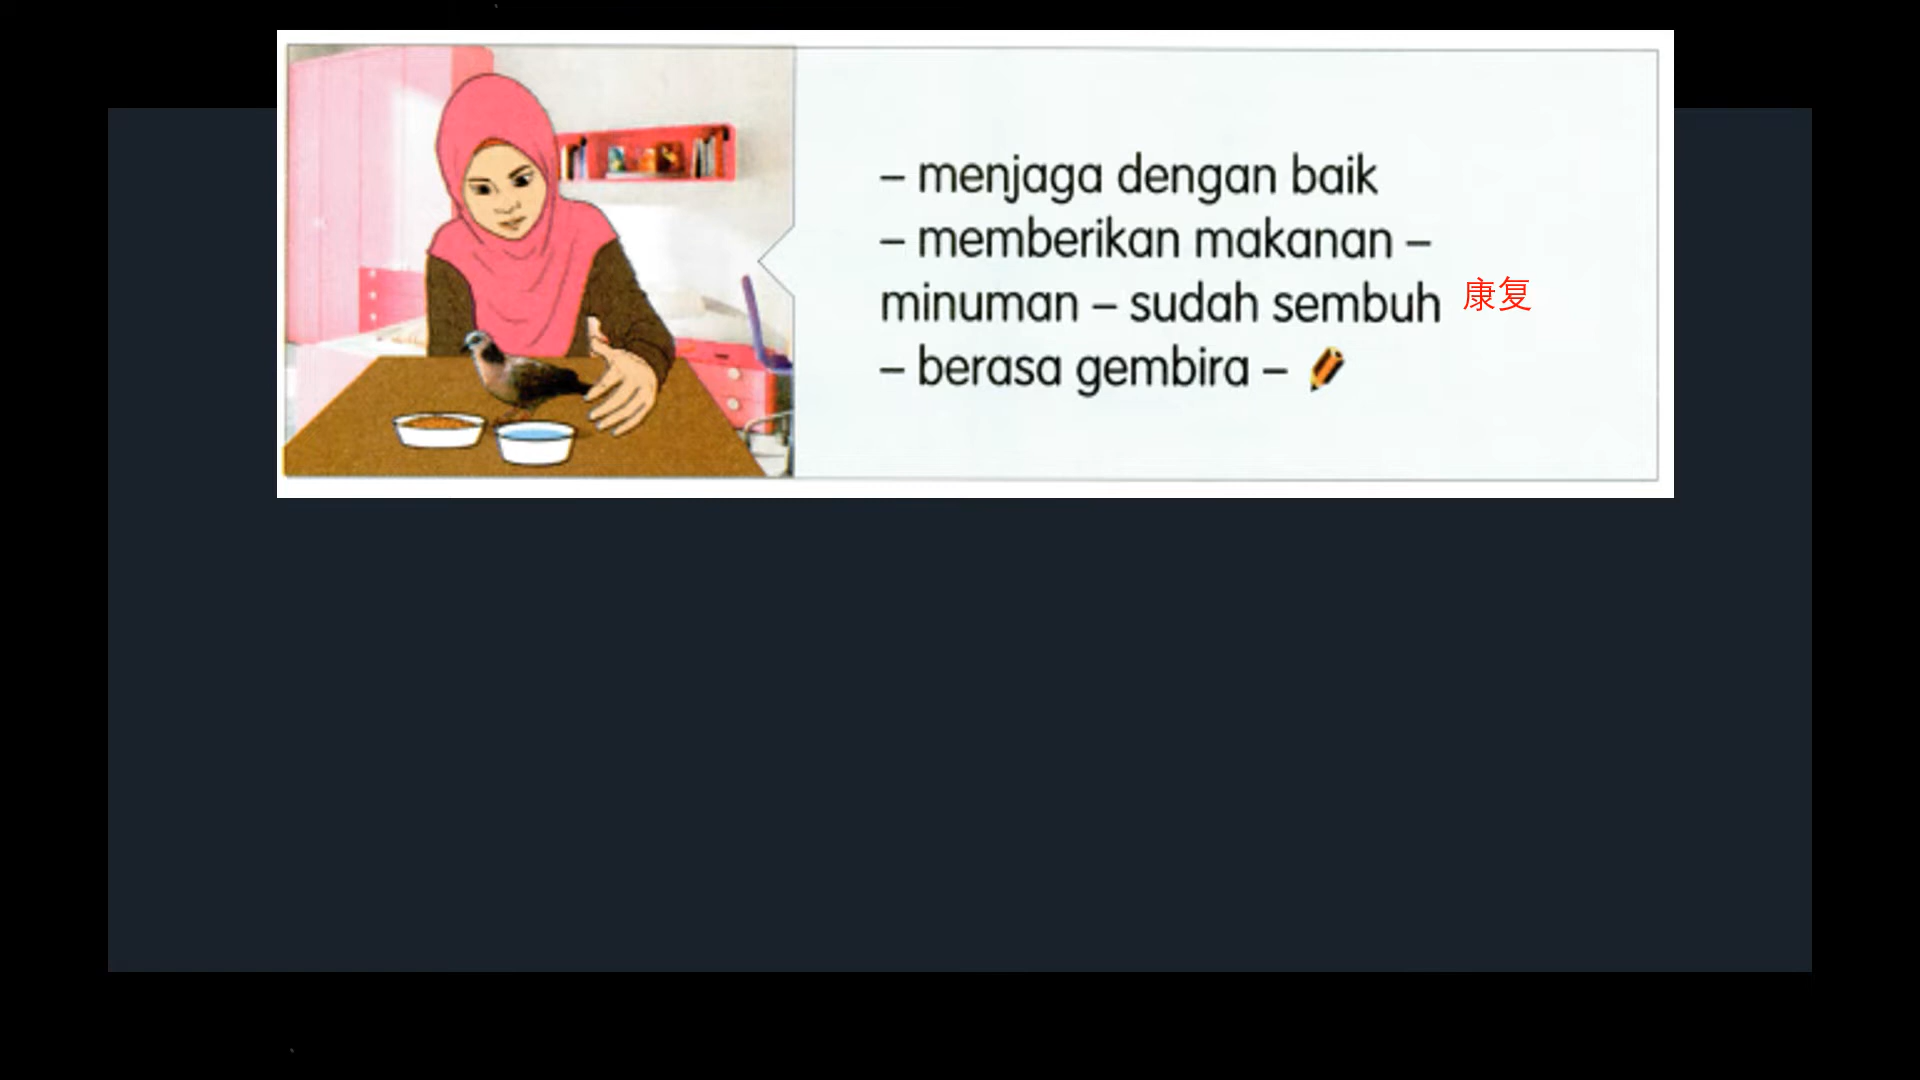 – menjaga dengan baik
– memberikan makanan –
minuman – sudah sembuh 康复
– berasa gembira –